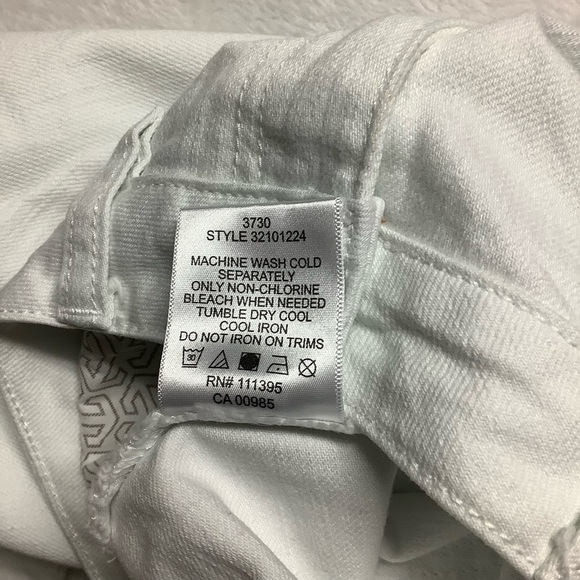 3730
STYLE 32101224
MACHINE WASH COLD
SEPARATELY
ONLY NON-CHLORINE
BLEACH WHEN NEEDED
TUMBLE DRY COOL
COOL IRON
DO NOT IRON ON TRIMS
30
RN# 111395
CA 00985